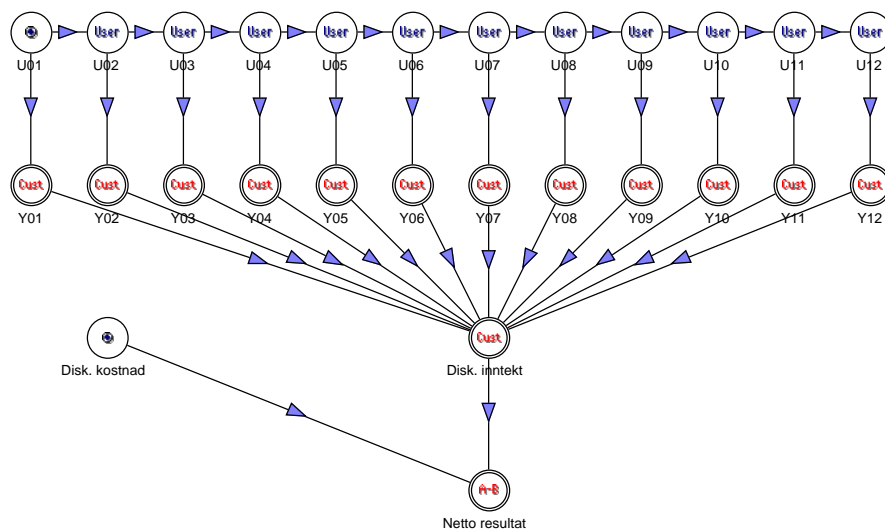 User User User User User User User User User User User
U01 U02 U03 U04 U05 U06 U07 U08 U09 U10 U11 U12
Cust Cust Cust Cust Cust Cust Cust Cust Cust Cust Cust Cust
Y01 Y02 Y03 Y04 Y05 Y06 Y07 Y08 Y09 Y10 Y11 Y12
Cust
Disk. kostnad Disk. inntekt
A-B
Netto resultat